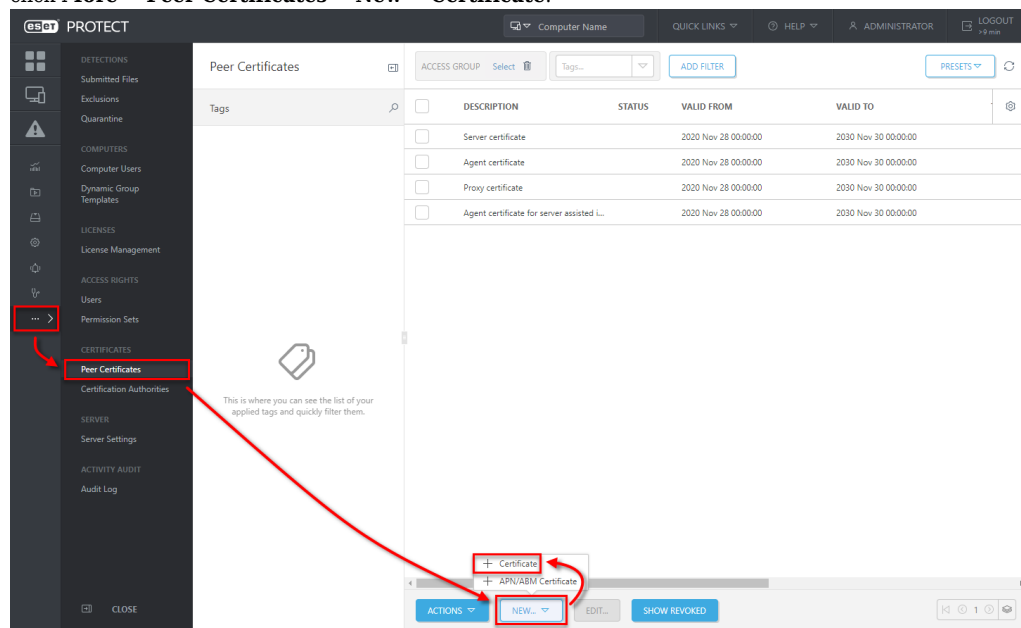 click More > Peer Certificates > New > Certificate.
eset PROTECT
Computer Name
QUICK LINKS
HELP
ADMINISTRATOR
LOGOUT
>9 min
DETECTIONS
Submitted Files
Exclusions
Quarantine
COMPUTERS
Computer Users
Dynamic Group
Templates
LICENSES
License Management
ACCESS RIGHTS
Users
Permission Sets
CERTIFICATES
Peer Certificates
Certification Authorities
SERVER
Server Settings
ACTIVITY AUDIT
Audit Log
CLOSE
Peer Certificates
Tags
This is where you can see the list of your
applied tags and quickly filter them.
ACCESS GROUP Select
Tags...
ADD FILTER
PRESETS
DESCRIPTION STATUS VALID FROM VALID TO
Server certificate 2020 Nov 28 00:00:00 2030 Nov 30 00:00:00
Agent certificate 2020 Nov 28 00:00:00 2030 Nov 30 00:00:00
Proxy certificate 2020 Nov 28 00:00:00 2030 Nov 30 00:00:00
Agent certificate for server assisted i... 2020 Nov 28 00:00:00 2030 Nov 30 00:00:00
+ Certificate
+ APN/ABM Certificate
ACTIONS
NEW...
EDIT...
SHOW REVOKED
1